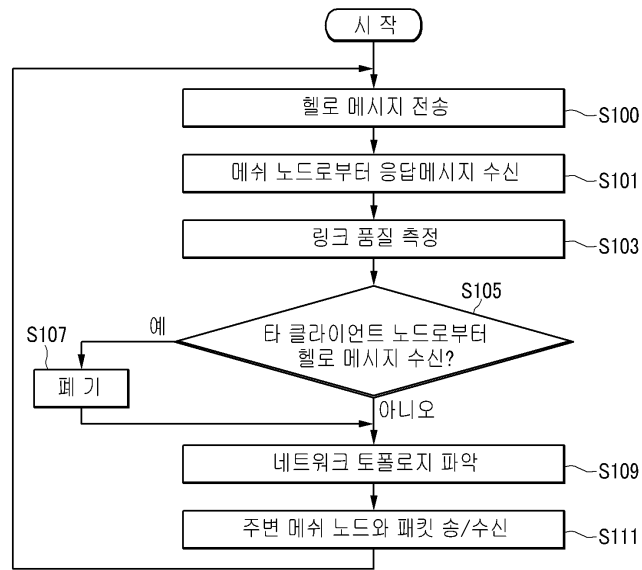 시 작
헬로 메시지 전송
S100
메쉬 노드로부터 응답메시지 수신
S101
링크 품질 측정
S103
S105
타 클라이언트 노드로부터
헬로 메시지 수신?
예
S107
폐 기
아니오
네트워크 토폴로지 파악
S109
주변 메쉬 노드와 패킷 송/수신
S111